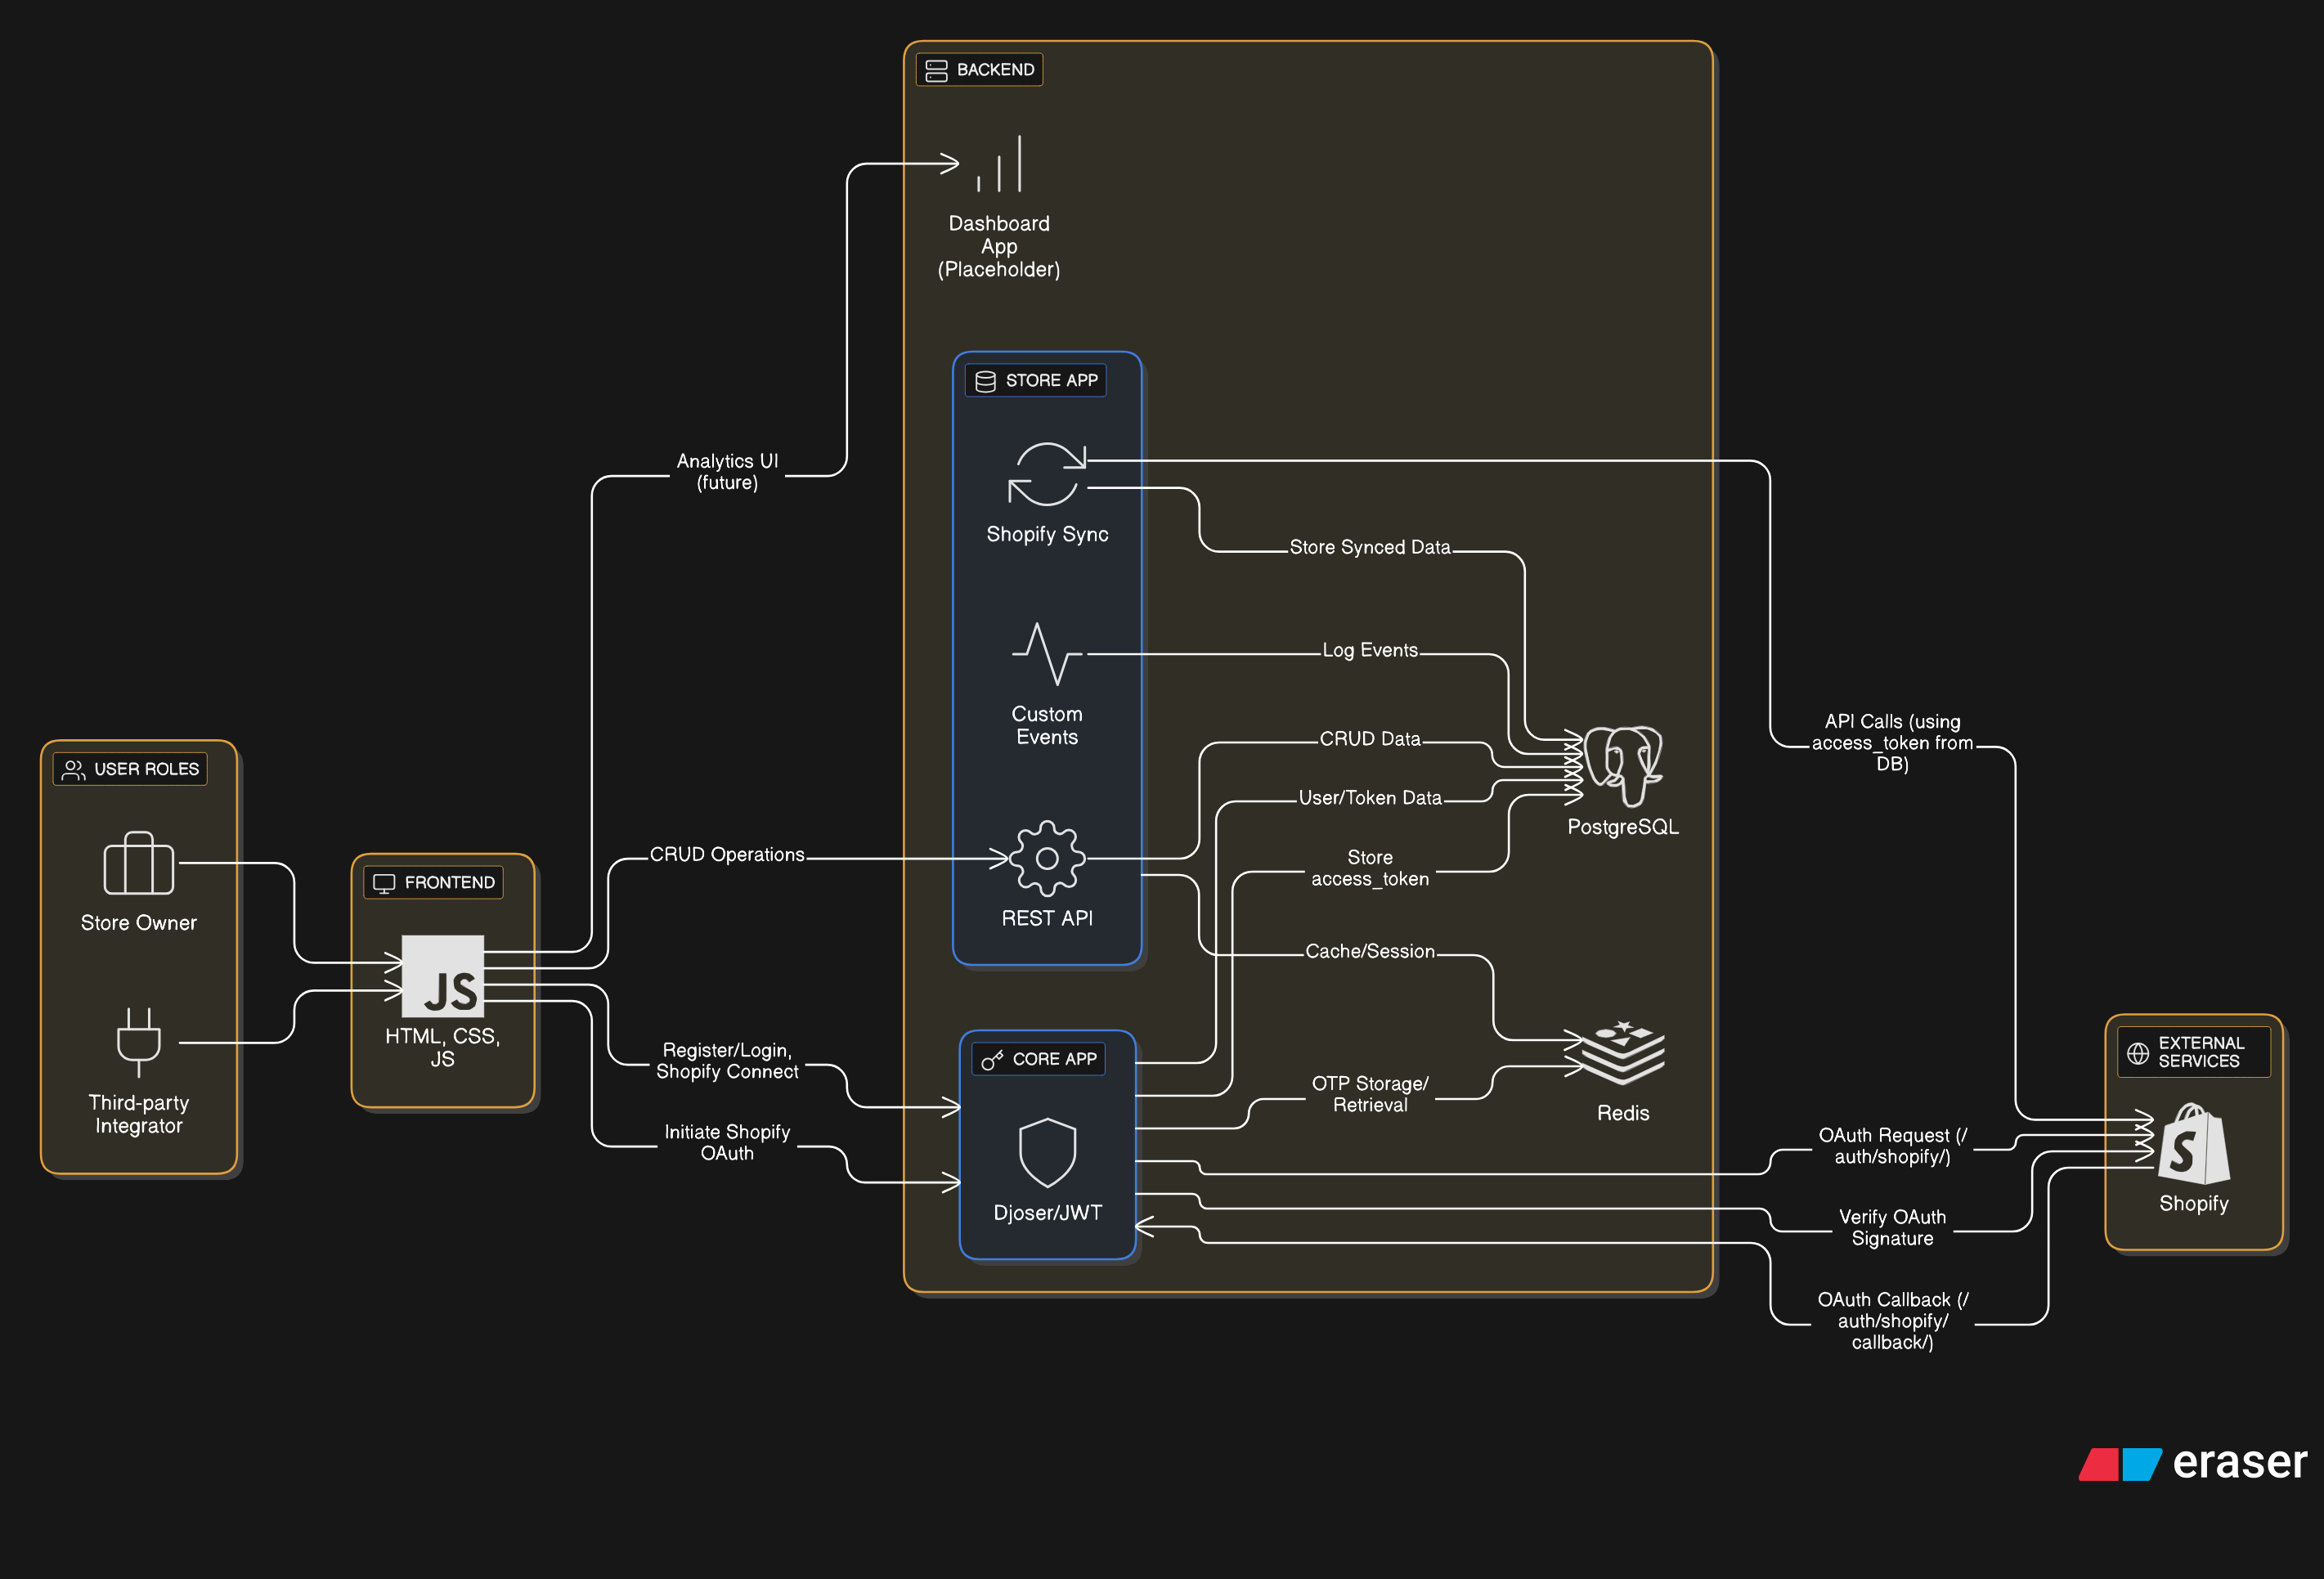 BACKEND
Dashboard
App
(Placeholder)
STORE APP
Shopify Sync
Custom
Events
REST API
Analytics UI
(future)
Store Synced Data
Log Events
CRUD Data
User/Token Data
Store
access_token
Cache/Session
OTP Storage/
Retrieval
PostgreSQL
Redis
API Calls (using
access_token from
DB)
USER ROLES
Store Owner
Third-party
Integrator
FRONTEND
JS
HTML, CSS,
JS
CRUD Operations
Register/Login,
Shopify Connect
Initiate Shopify
OAuth
CORE APP
Djoser/JWT
EXTERNAL
SERVICES
S
Shopify
OAuth Request (/
auth/shopify/)
Verify OAuth
Signature
OAuth Callback (/
auth/shopify/
callback/)
eraser